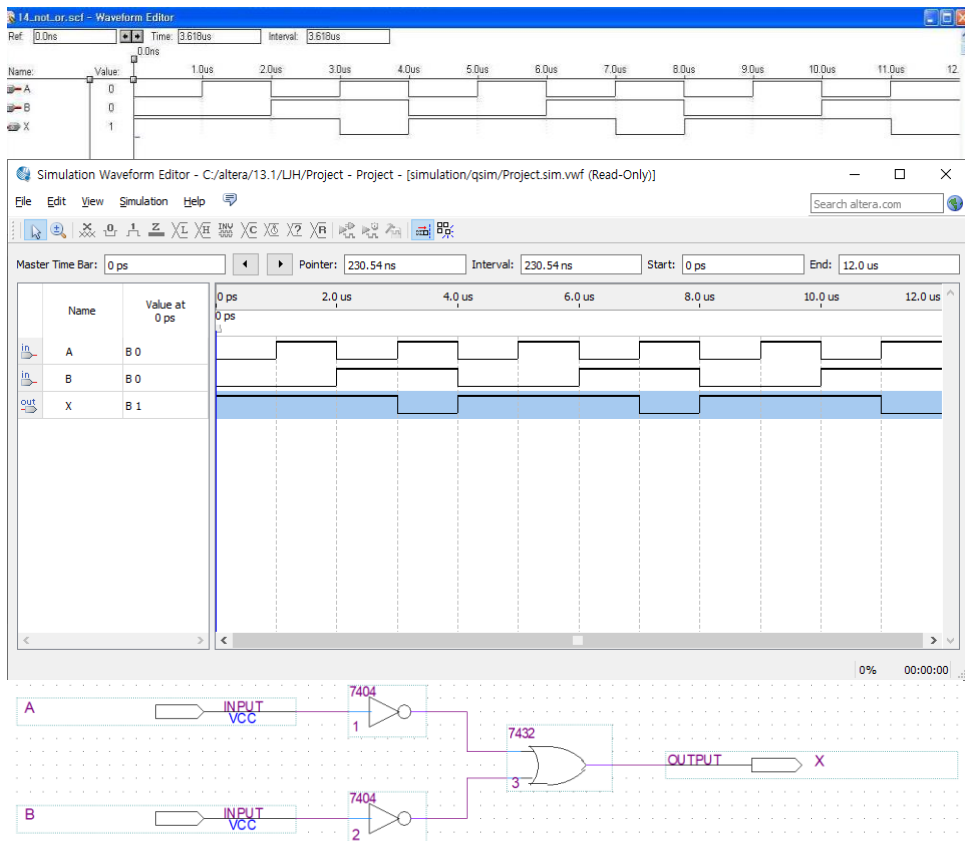 14_not_or.scf - Waveform Editor
Ref: 0.0ns Time: 3.618us Interval: 3.618us
0.0ns
Name: Value: 1.0us 2.0us 3.0us 4.0us 5.0us 6.0us 7.0us 8.0us 9.0us 10.0us 11.0us 12.
A 0
B 0
X 1
Simulation Waveform Editor - C:/altera/13.1/LJH/Project - Project - [simulation/qsim/Project.sim.vwf (Read-Only)]
File Edit View Simulation Help Search altera.com
Master Time Bar: 0 ps Pointer: 230.54 ns Interval: 230.54 ns Start: 0 ps End: 12.0 us
Name Value at 0 ps 2.0 us 4.0 us 6.0 us 8.0 us 10.0 us 12.0 us
0 ps 0 ps
in A B 0
in B B 0
out X B 1
0% 00:00:00
7404
A INPUT
VCC
1
7432
OUTPUT X
3
7404
B INPUT
VCC
2